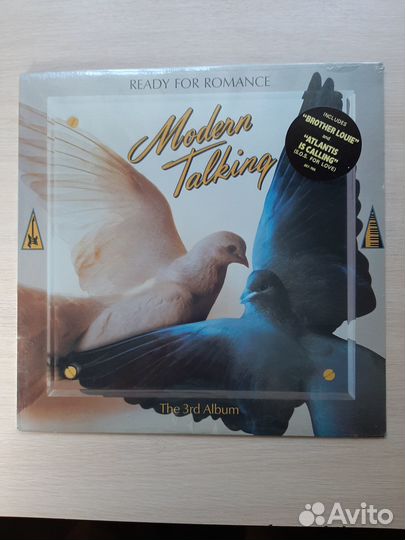 READY FOR ROMANCE
Modern
Talking
INCLUDES
"BROTHER LOUIE"
and
"ATLANTIS
IS CALLING"
(S.O.S. FOR LOVE)
The 3rd Album
Avito